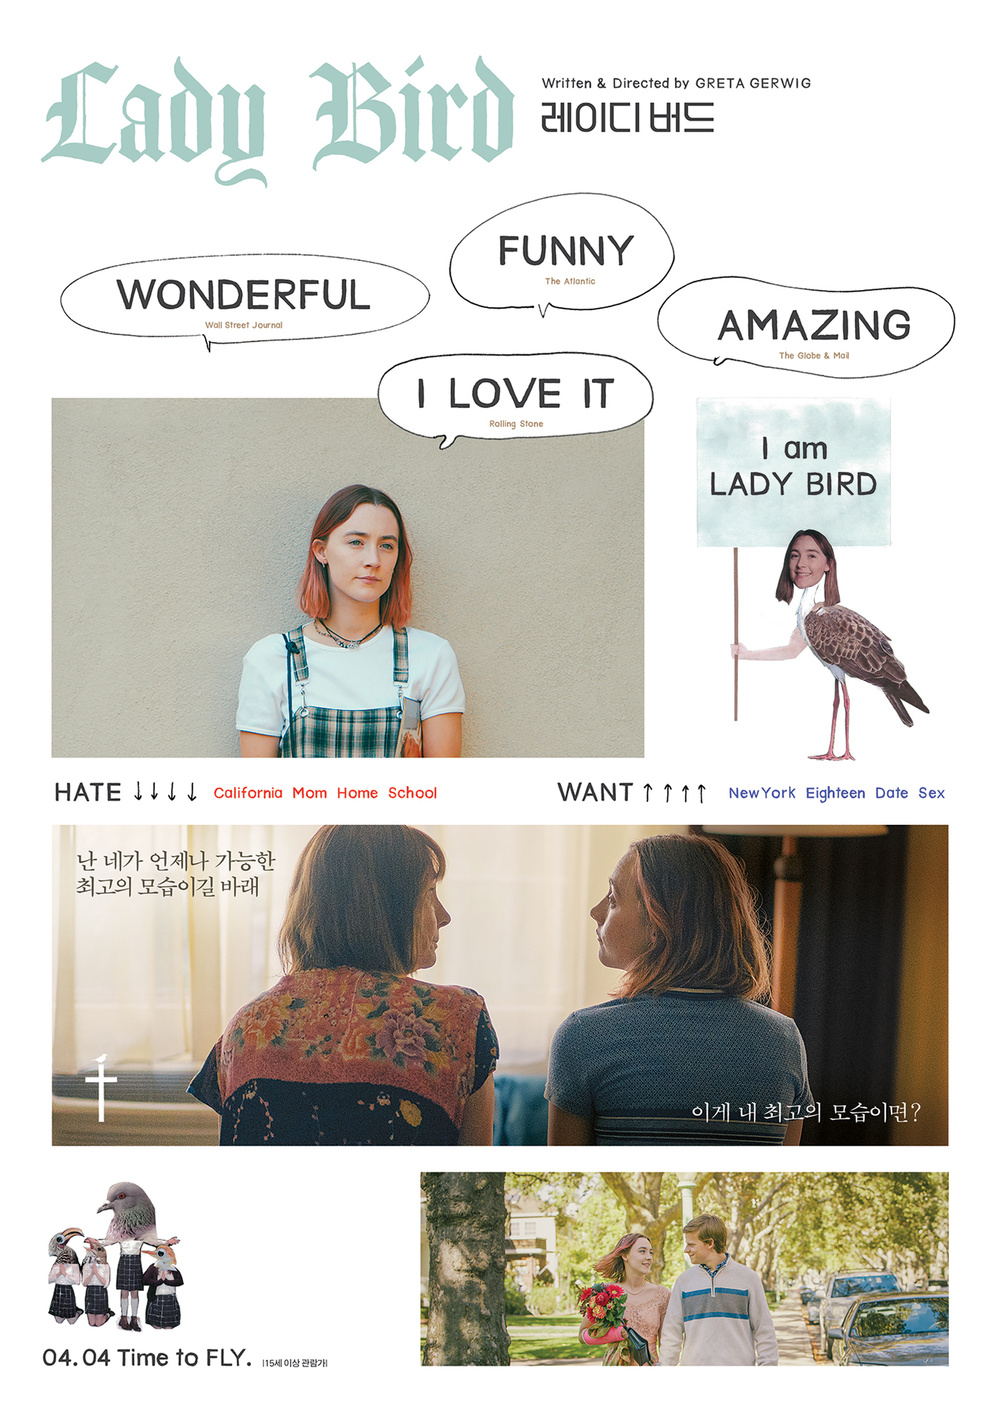 Lady Bird
Written & Directed by GRETA GERWIG
레이디 버드
FUNNY
The Atlantic
WONDERFUL
Wall Street Journal
AMAZING
The Globe & Mail
I LOVE IT
Rolling Stone
I am
LADY BIRD
HATE ↓↓↓↓ California Mom Home School
WANT ↑↑↑↑ NewYork Eighteen Date Sex
난 네가 언제나 가능한
최고의 모습이길 바래
이게 내 최고의 모습이면?
04.04 Time to FLY. |15세 이상 관람가|